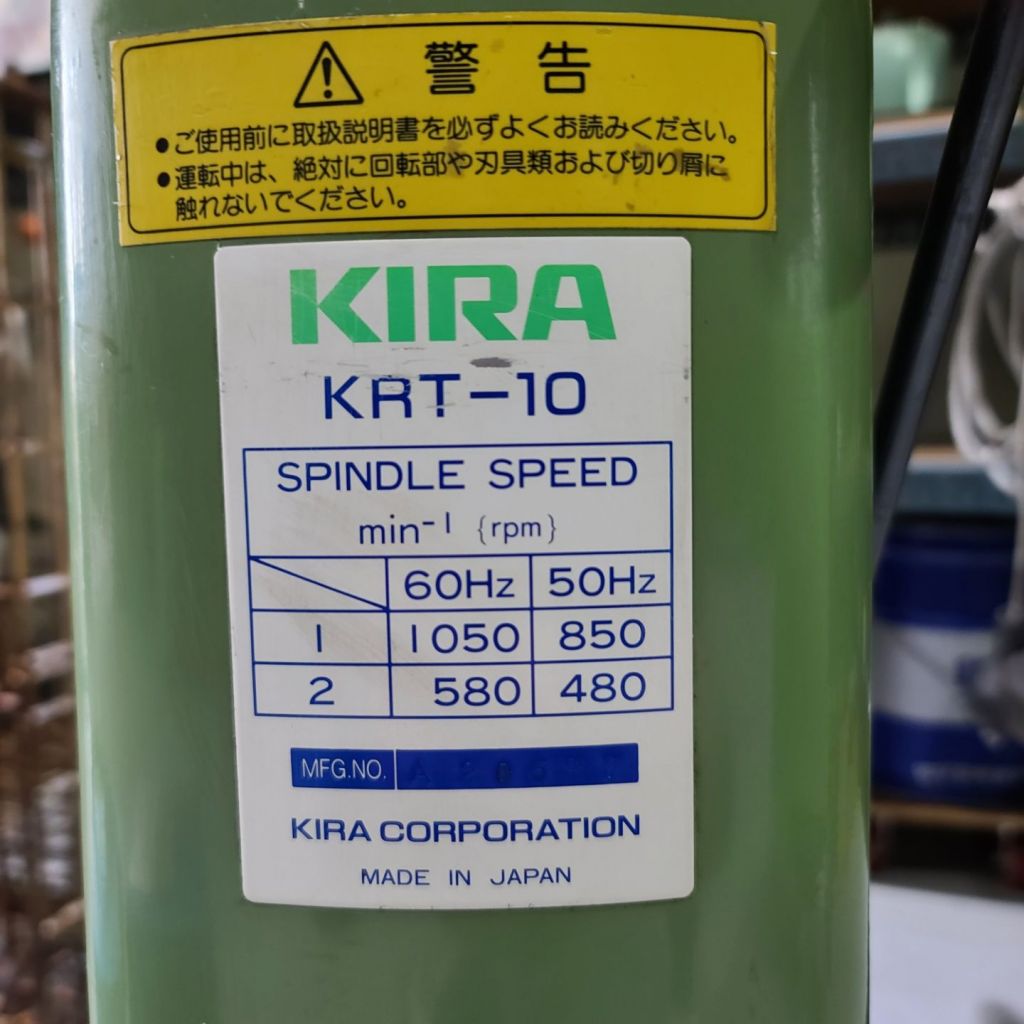 警告
●ご使用前に取扱説明書を必ずよくお読みください。
●運転中は、絶対に回転部や刃具類および切り屑に
触れないでください。
KIRA
KRT-10
SPINDLE SPEED
min⁻¹ {rpm}
60Hz 50Hz
1 1050 850
2 580 480
MFG.NO.
KIRA CORPORATION
MADE IN JAPAN